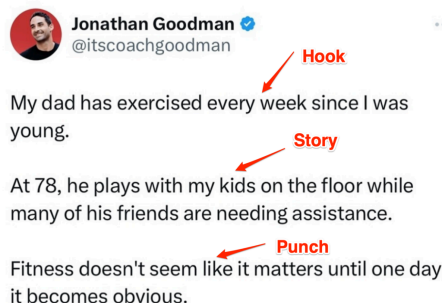 Jonathan Goodman
@itscoachgoodman
Hook
My dad has exercised every week since I was
young.
Story
At 78, he plays with my kids on the floor while
many of his friends are needing assistance.
Punch
Fitness doesn't seem like it matters until one day
it becomes obvious.